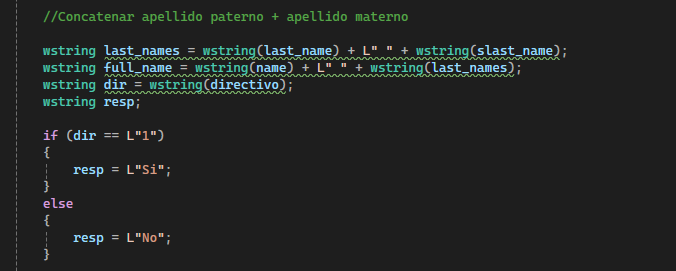 //Concatenar apellido paterno + apellido materno
wstring last_names = wstring(last_name) + L" " + wstring(slast_name);
wstring full_name = wstring(name) + L" " + wstring(last_names);
wstring dir = wstring(directivo);
wstring resp;
if (dir == L"1")
{
resp = L"Si";
}
else
{
resp = L"No";
}